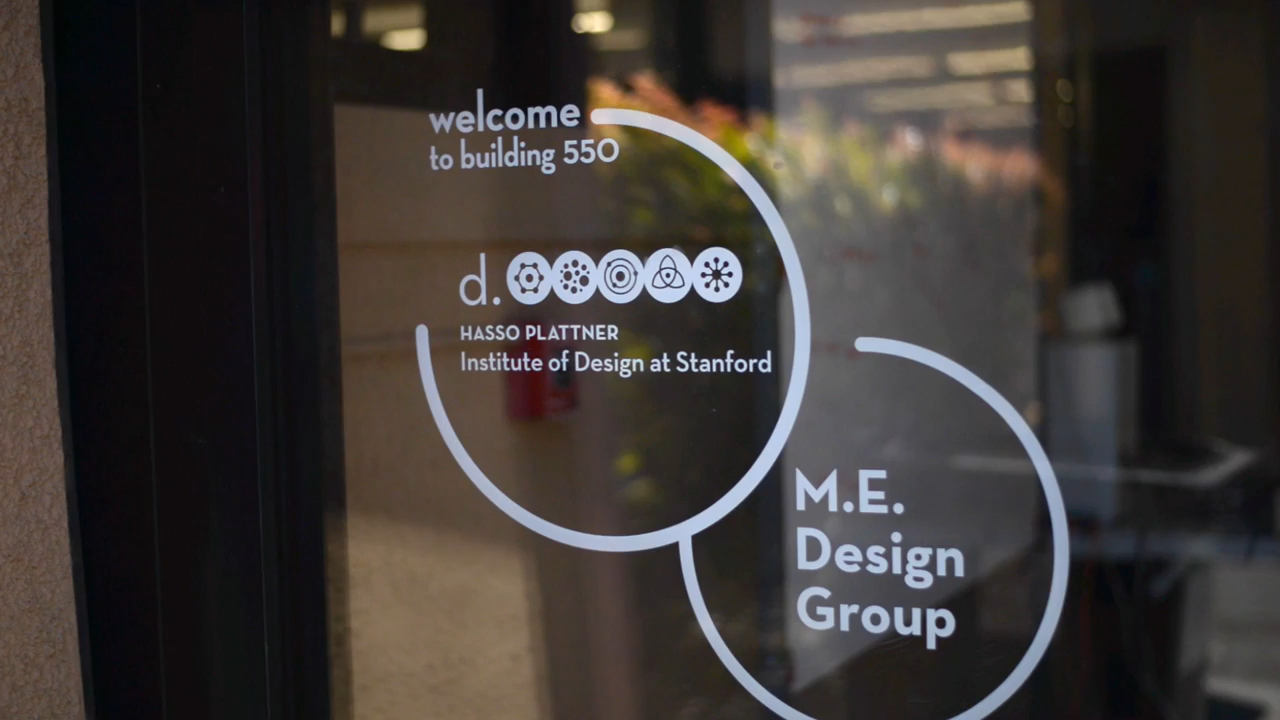 welcome
to building 550
d.
HASSO PLATTNER
Institute of Design at Stanford
M.E.
Design
Group